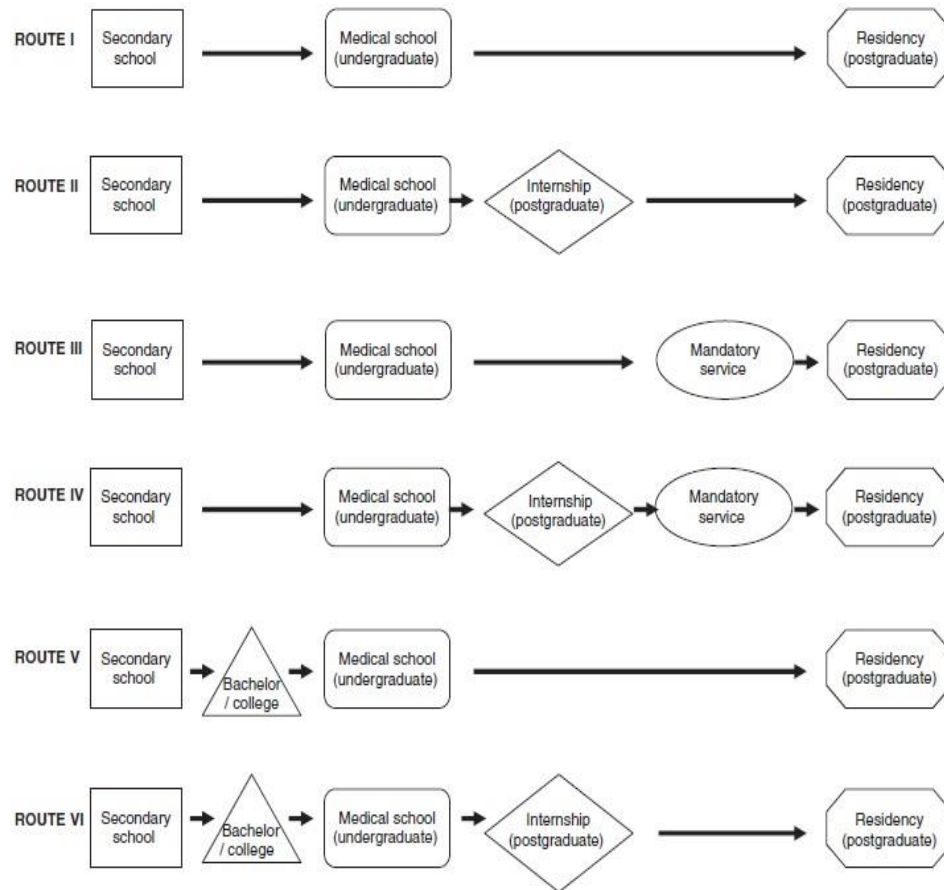 ROUTE I
Secondary
school
Medical school
(undergraduate)
Residency
(postgraduate)
ROUTE II
Secondary
school
Medical school
(undergraduate)
Internship
(postgraduate)
Residency
(postgraduate)
ROUTE III
Secondary
school
Medical school
(undergraduate)
Mandatory
service
Residency
(postgraduate)
ROUTE IV
Secondary
school
Medical school
(undergraduate)
Internship
(postgraduate)
Mandatory
service
Residency
(postgraduate)
ROUTE V
Secondary
school
Bachelor
/ college
Medical school
(undergraduate)
Residency
(postgraduate)
ROUTE VI
Secondary
school
Bachelor
/ college
Medical school
(undergraduate)
Internship
(postgraduate)
Residency
(postgraduate)